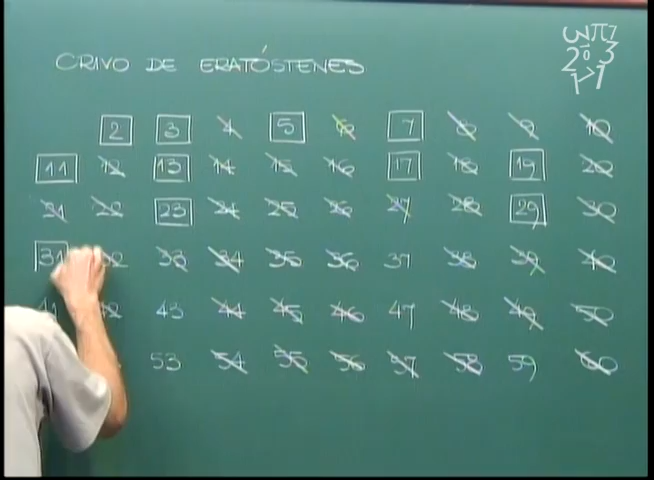 CRIVO DE ERATÓSTENES
2 3 4 5 6 7 8 9 10
11 12 13 14 15 16 17 18 19 20
21 22 23 24 25 26 27 28 29 30
31 32 33 34 35 36 37 38 39 40
41 42 43 44 45 46 47 48 49 50
53 54 55 56 57 58 59 60